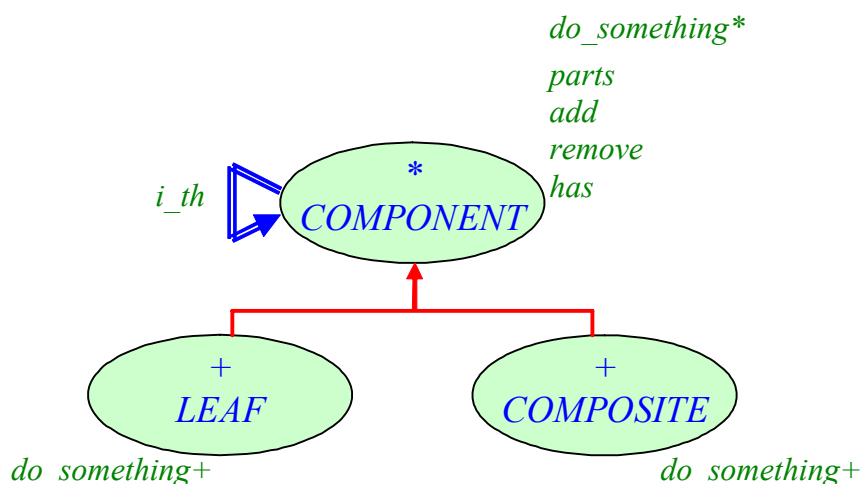 do_something*
parts
add
remove
has
i_th
*
COMPONENT
+
LEAF
+
COMPOSITE
do_something+
do_something+